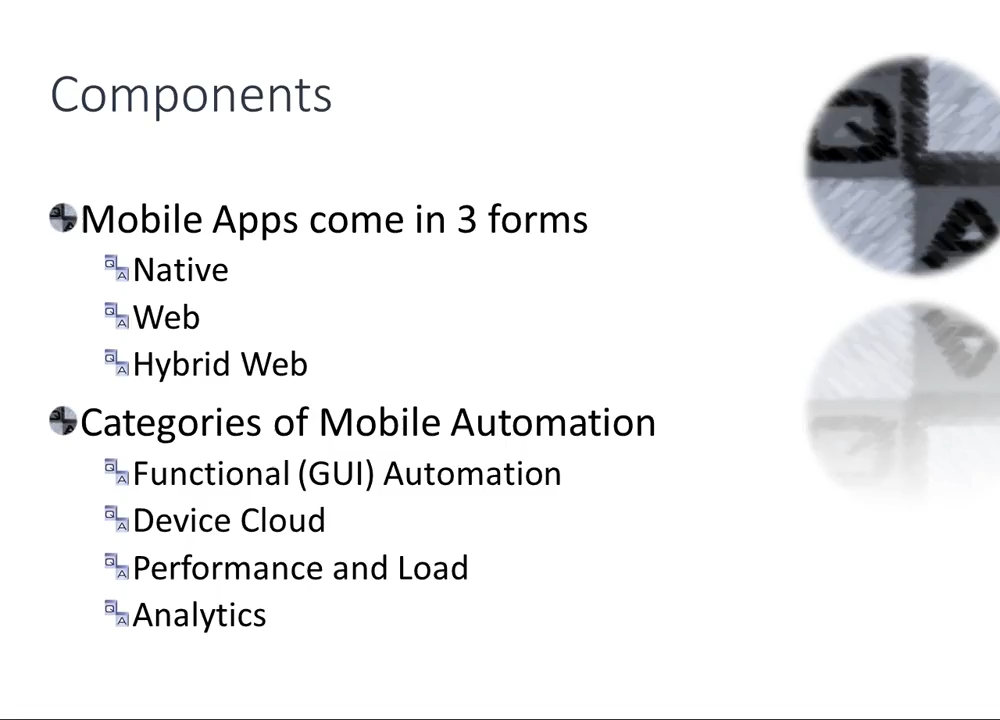 Components
Mobile Apps come in 3 forms
Native
Web
Hybrid Web
Categories of Mobile Automation
Functional (GUI) Automation
Device Cloud
Performance and Load
Analytics
Q
A